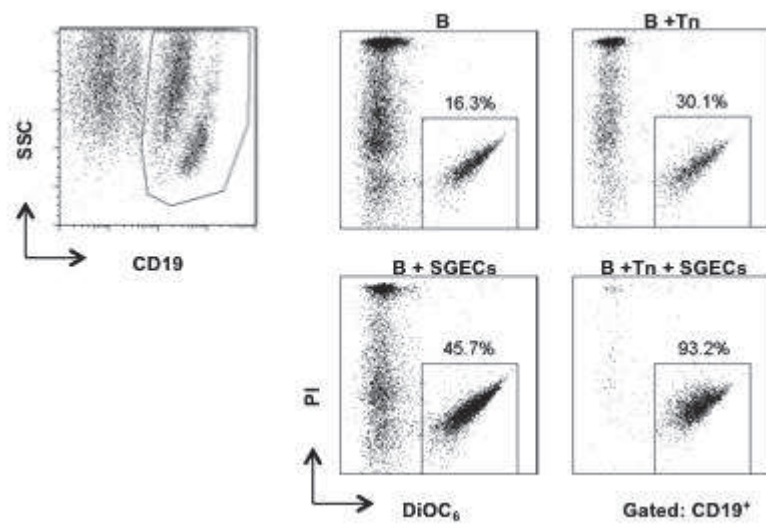 SSC
CD19
B
16.3%
B +Tn
30.1%
B + SGECs
45.7%
B +Tn + SGECs
93.2%
PI
DiOC₆
Gated: CD19⁺